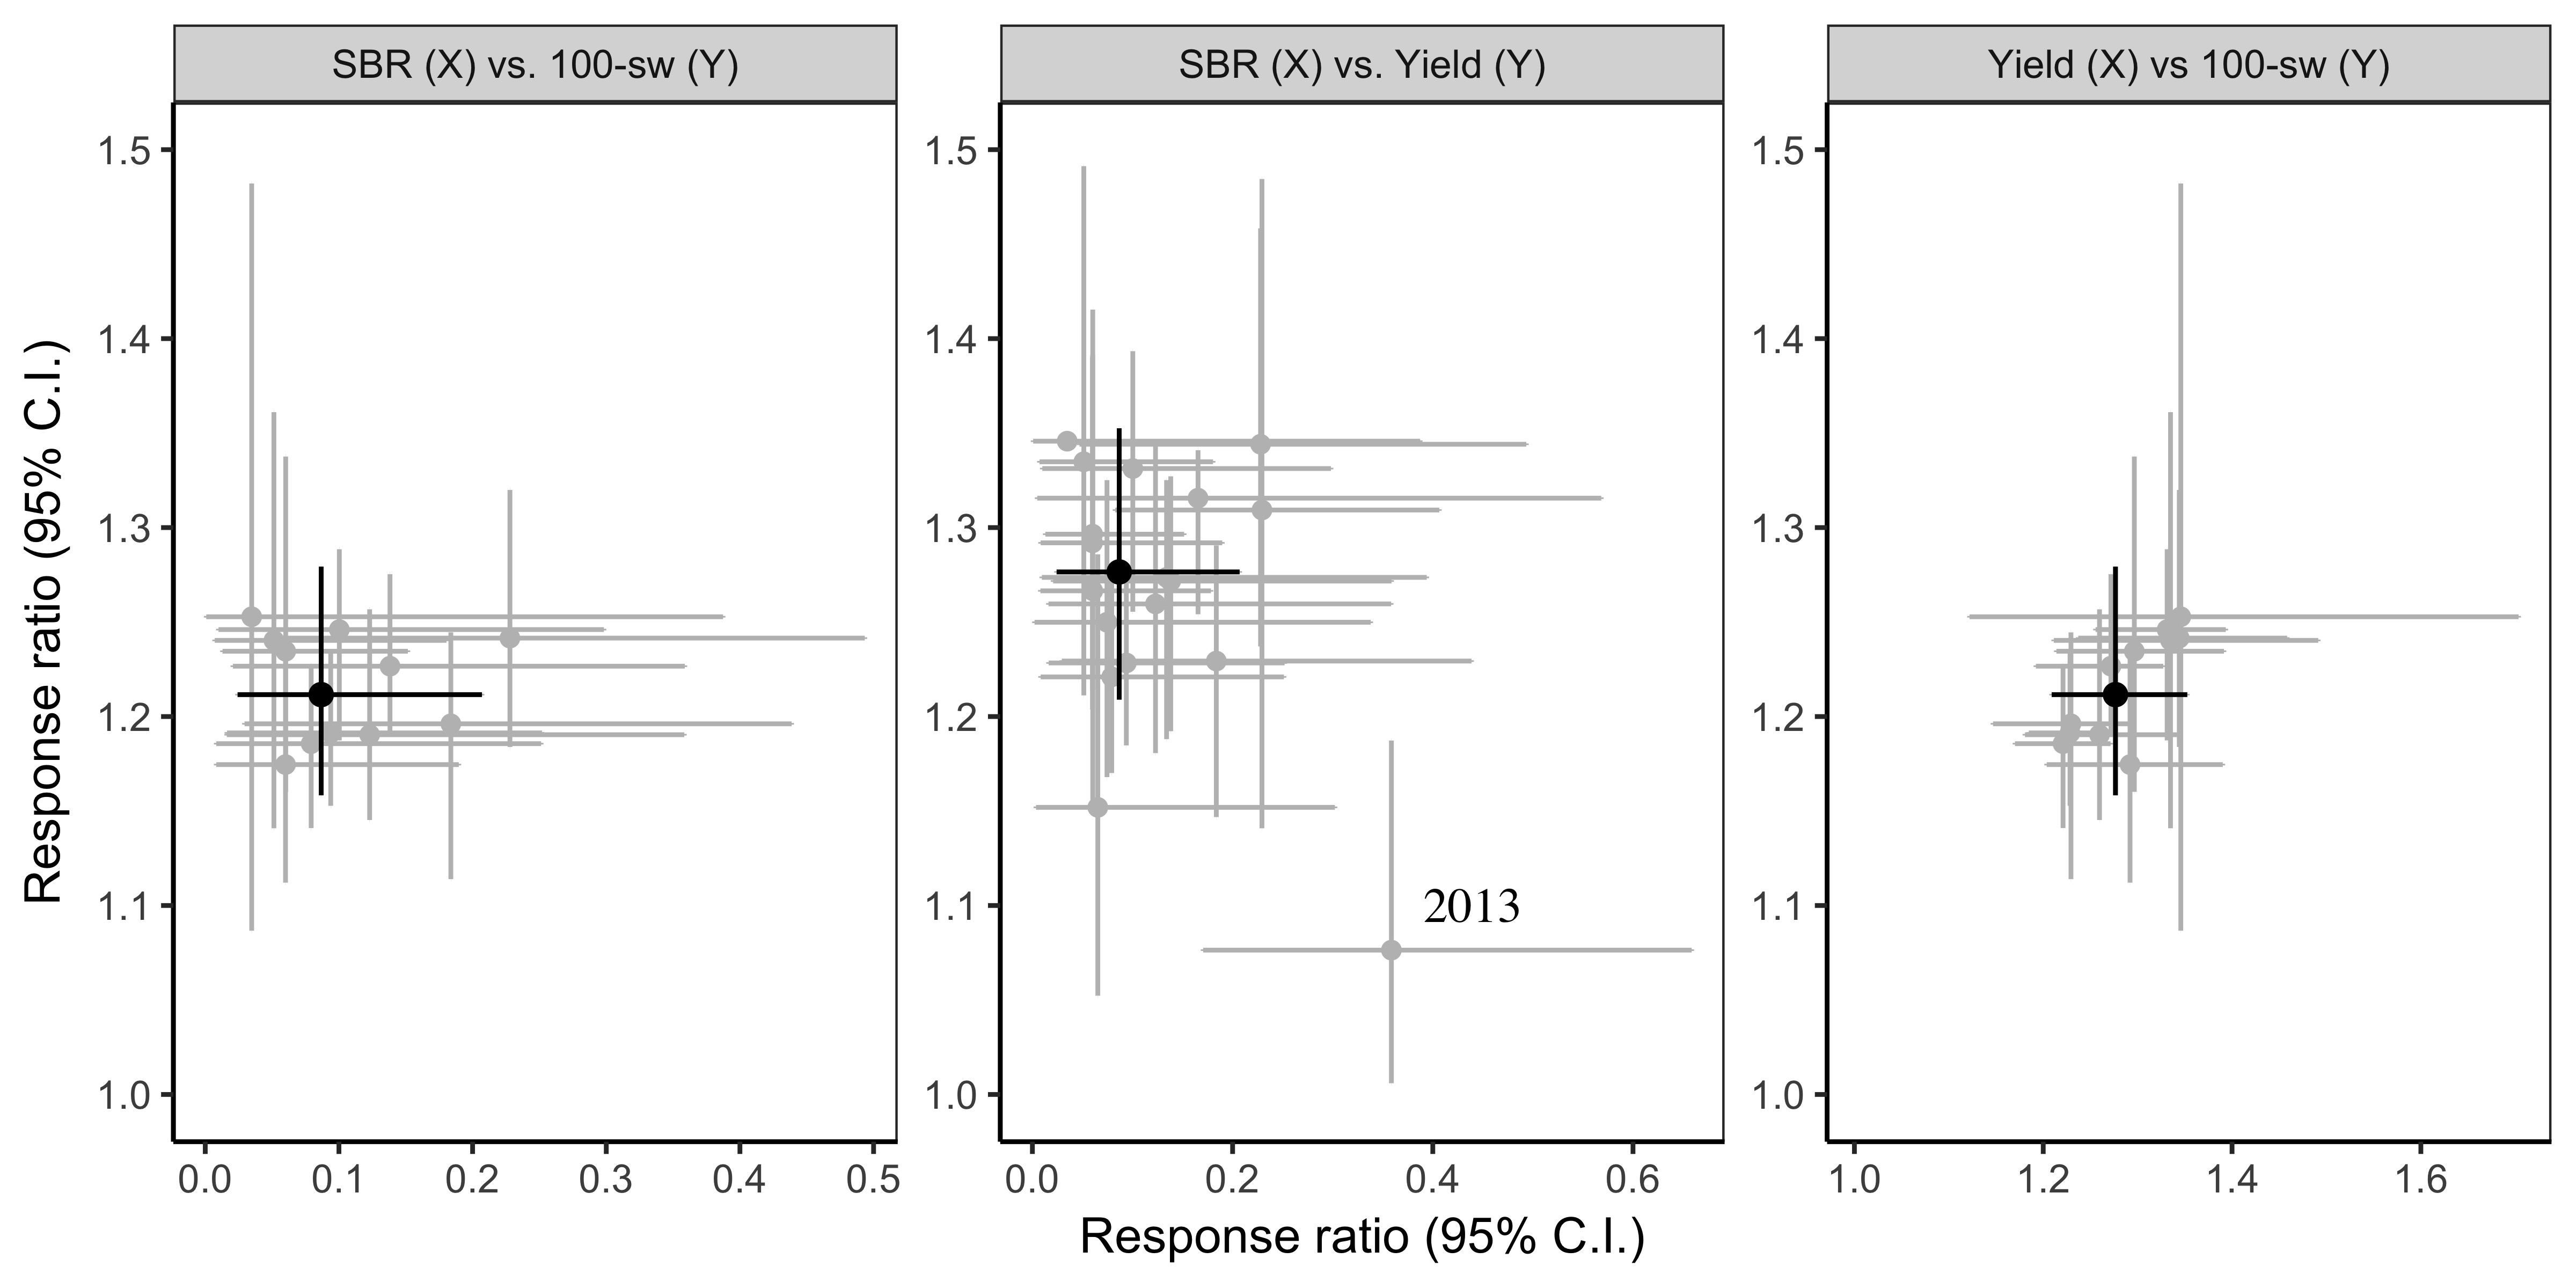 SBR (X) vs. 100-sw (Y)
SBR (X) vs. Yield (Y)
Yield (X) vs 100-sw (Y)
Response ratio (95% C.I.)
1.5
1.4
1.3
1.2
1.1
1.0
0.0 0.1 0.2 0.3 0.4 0.5
1.5
1.4
1.3
1.2
1.1
1.0
2013
0.0 0.2 0.4 0.6
1.5
1.4
1.3
1.2
1.1
1.0
1.0 1.2 1.4 1.6
Response ratio (95% C.I.)